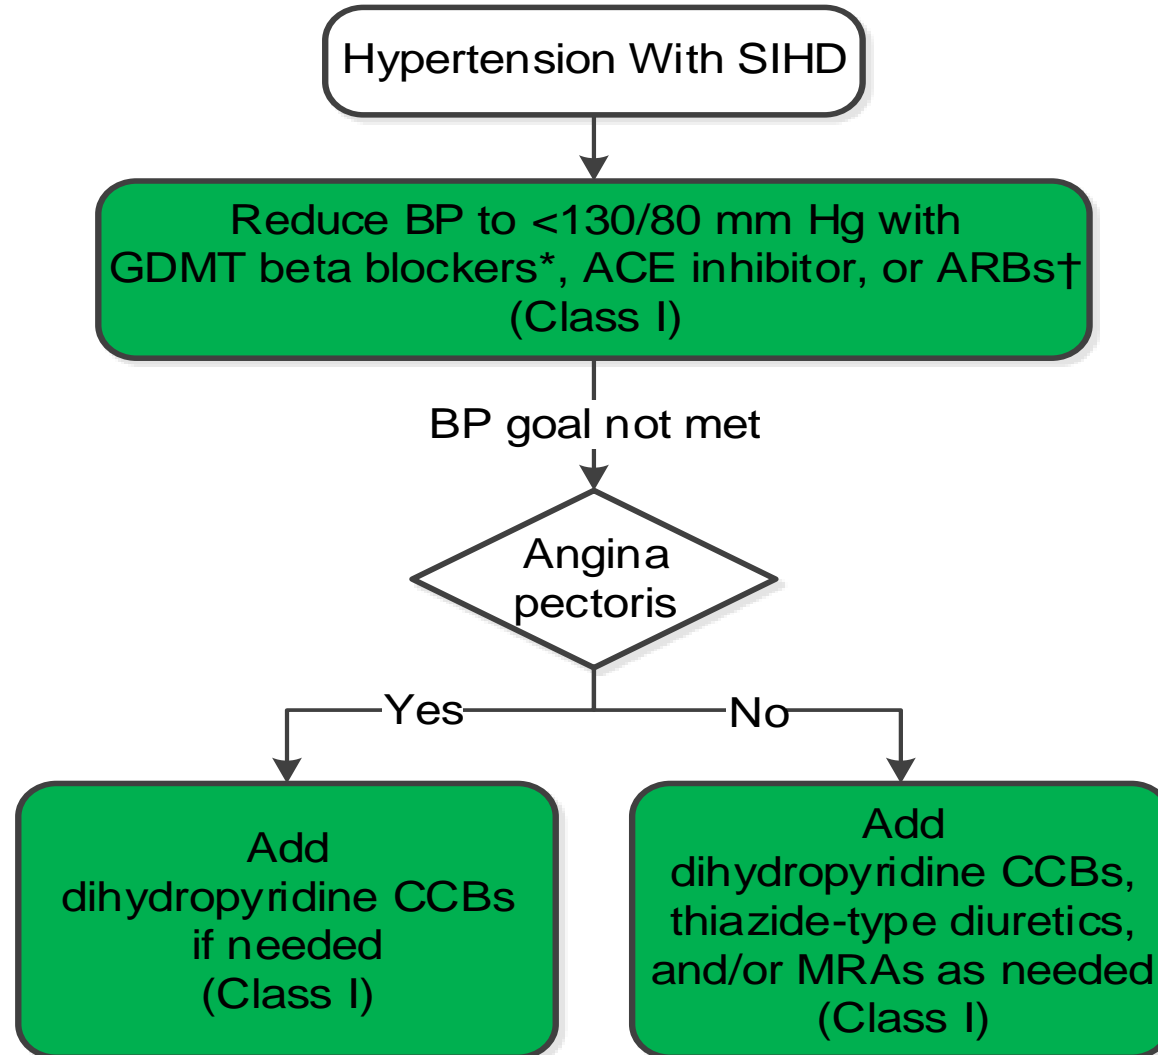 Hypertension With SIHD
Reduce BP to <130/80 mm Hg with
GDMT beta blockers*, ACE inhibitor, or ARBs†
(Class I)
BP goal not met
Angina
pectoris
Yes
No
Add
dihydropyridine CCBs
if needed
(Class I)
Add
dihydropyridine CCBs,
thiazide-type diuretics,
and/or MRAs as needed
(Class I)